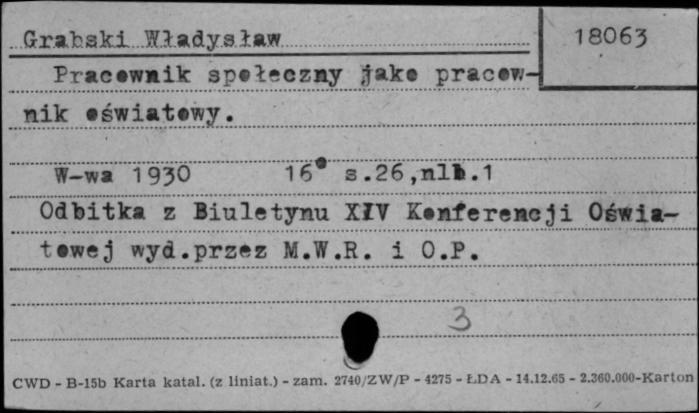 Grabski Władysław 18063
Pracownik społeczny jako pracow-
nik oświatowy.
W-wa 1930 16° s.26,nlb.1
Odbitka z Biuletynu XIV Konferencji Oświa-
towej wyd.przez M.W.R. i O.P.
3
CWD - B-15b Karta katal. (z liniat.) - zam. 2740/ZW/P - 4275 - ŁDA - 14.12.65 - 2.360.000-Karton